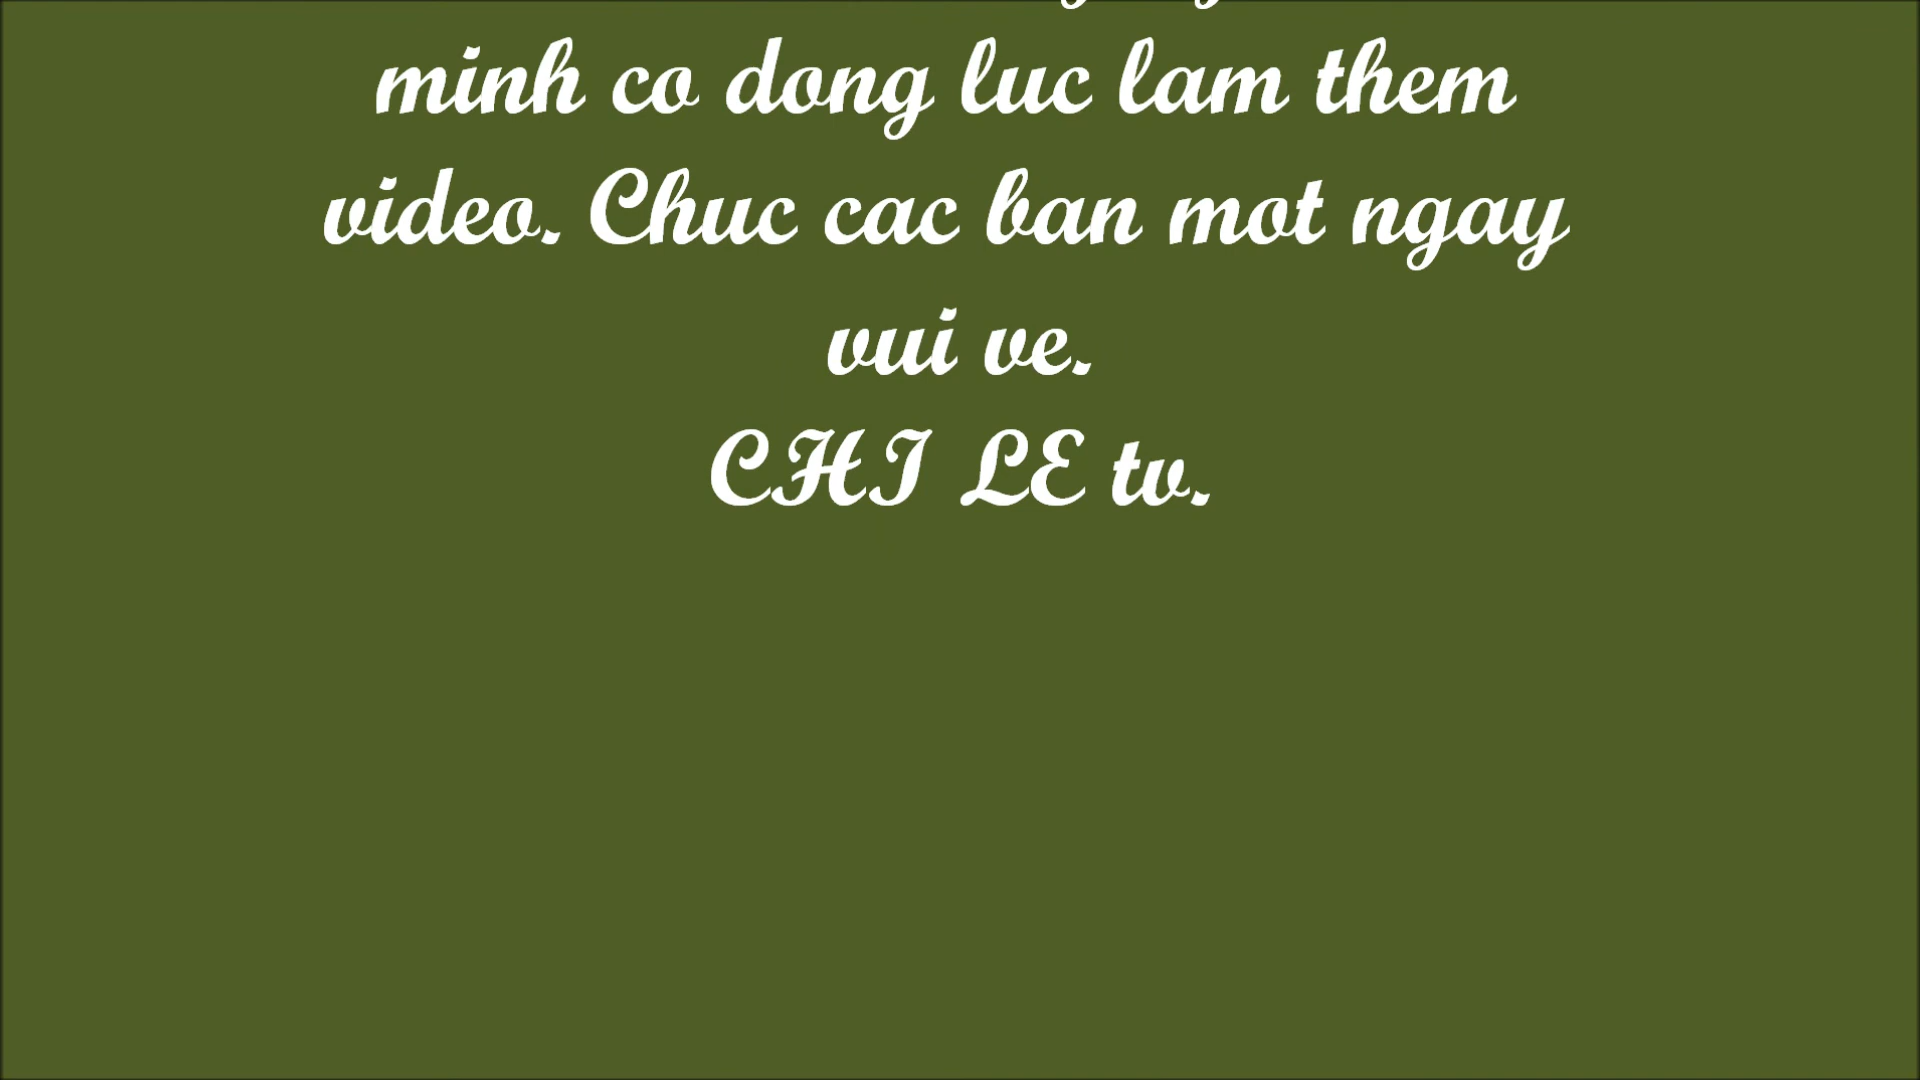 minh co dong luc lam them
video. Chuc cac ban mot ngay
vui ve.
CHI LE tv.